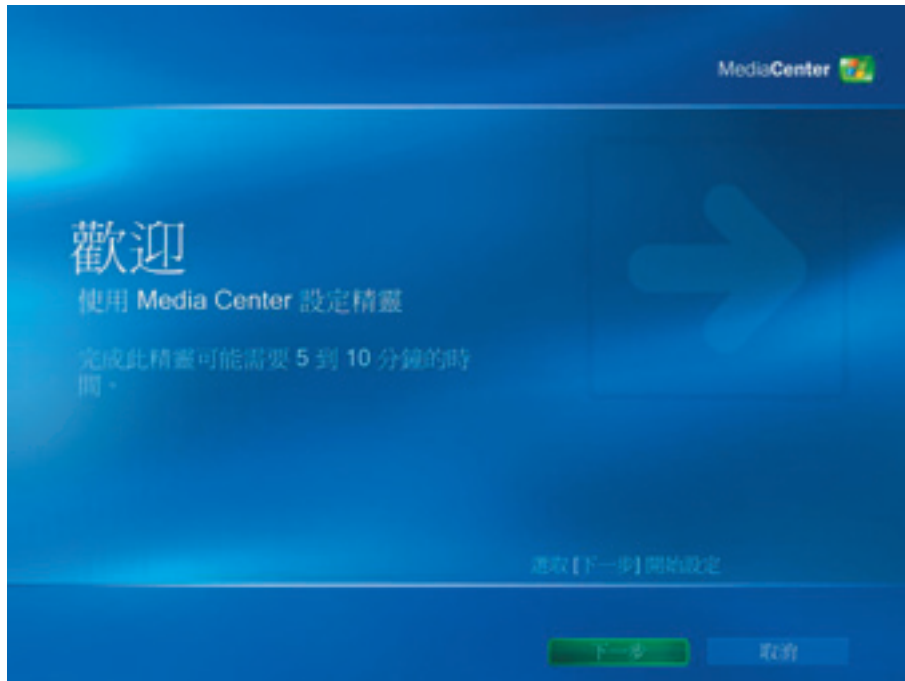 MediaCenter
歡迎
使用 Media Center 設定精靈
完成此精靈可能需要 5 到 10 分鐘的時
間。
選取 [下一步] 開始設定
下一步
取消